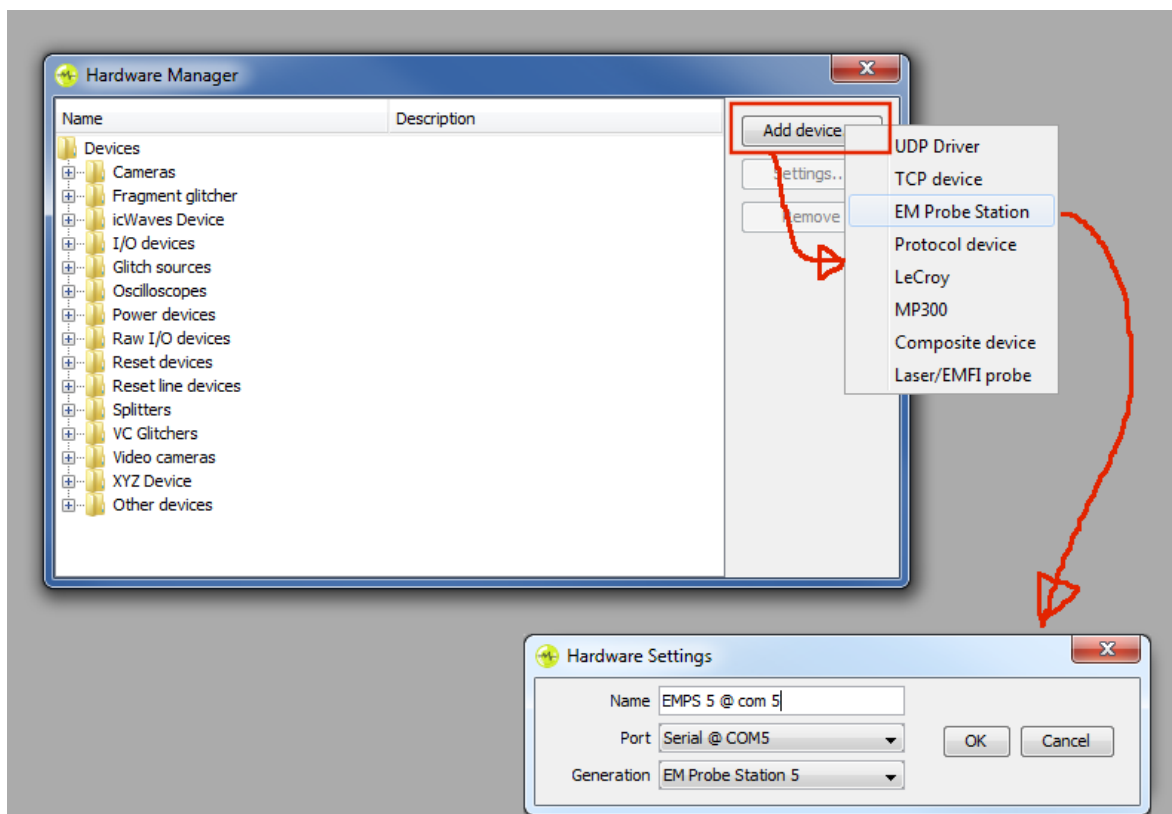 Hardware Manager
Name Description
Add device
Settings..
Remove
Devices
Cameras
Fragment glitcher
icWaves Device
I/O devices
Glitch sources
Oscilloscopes
Power devices
Raw I/O devices
Reset devices
Reset line devices
Splitters
VC Glitchers
Video cameras
XYZ Device
Other devices
UDP Driver
TCP device
EM Probe Station
Protocol device
LeCroy
MP300
Composite device
Laser/EMFI probe
Hardware Settings
Name EMPS 5 @ com 5
Port Serial @ COM5
OK Cancel
Generation EM Probe Station 5